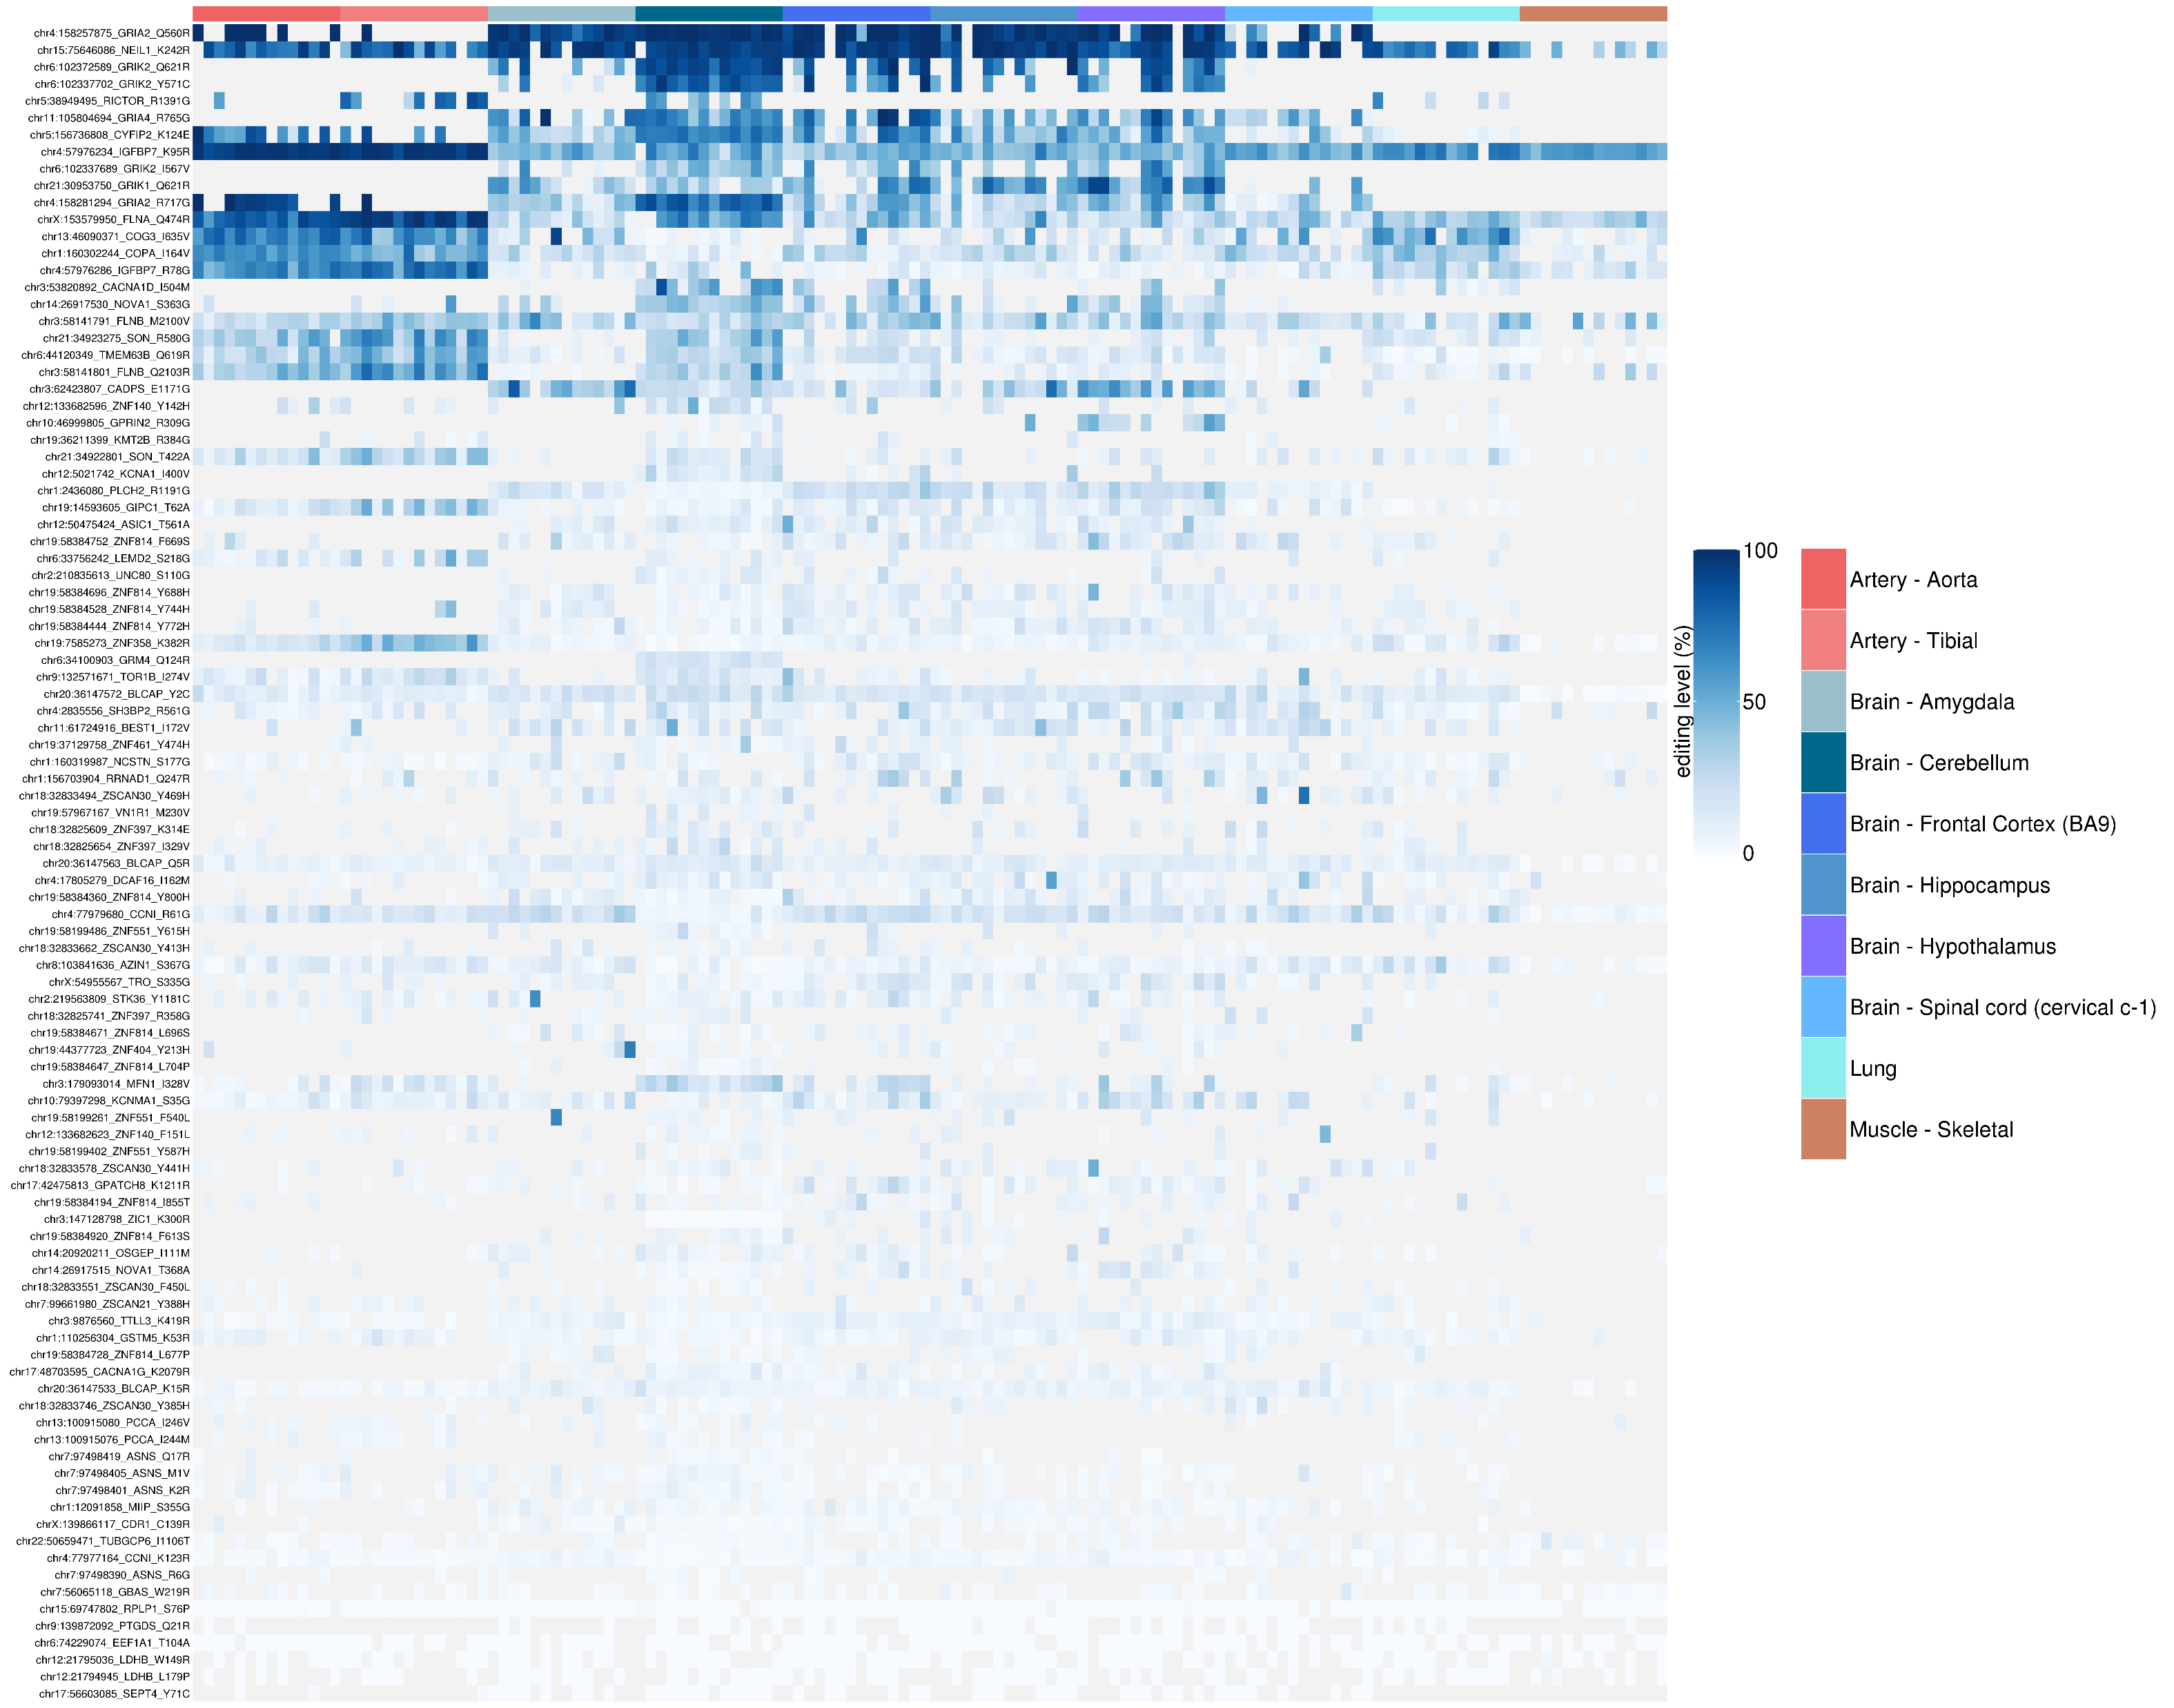 chr4:158257875_GRIA2_Q560R
chr15:75646086_NEIL1_K242R
chr6:102372589_GRIK2_Q621R
chr6:102337702_GRIK2_Y571C
chr5:38949495_RICTOR_R1391G
chr11:105804694_GRIA4_R765G
chr5:156736808_CYFIP2_K124E
chr4:57976234_IGFBP7_K95R
chr6:102337689_GRIK2_I567V
chr21:30953750_GRIK1_Q621R
chr4:158281294_GRIA2_R717G
chrX:153579950_FLNA_Q474R
chr13:46090371_COG3_I635V
chr1:160302244_COPA_I164V
chr4:57976286_IGFBP7_R78G
chr3:53820892_CACNA1D_I504M
chr14:26917530_NOVA1_S363G
chr3:58141791_FLNB_M2100V
chr21:34923275_SON_R580G
chr6:44120349_TMEM63B_Q619R
chr3:58141801_FLNB_Q2103R
chr3:62423807_CADPS_E1171G
chr12:133682596_ZNF140_Y142H
chr10:46999805_GPRIN2_R309G
chr19:36211399_KMT2B_R384G
chr21:34922801_SON_T422A
chr12:5021742_KCNA1_I400V
chr1:2436080_PLCH2_R1191G
chr19:14593605_GIPC1_T62A
chr12:50475424_ASIC1_T561A
chr19:58384752_ZNF814_F669S
chr6:33756242_LEMD2_S218G
chr2:210835613_UNC80_S110G
chr19:58384696_ZNF814_Y688H
chr19:58384528_ZNF814_Y744H
chr19:58384444_ZNF814_Y772H
chr19:7585273_ZNF358_K382R
chr6:34100903_GRM4_Q124R
chr9:132571671_TOR1B_I274V
chr20:36147572_BLCAP_Y2C
chr4:2835556_SH3BP2_R561G
chr11:61724916_BEST1_I172V
chr19:37129758_ZNF461_Y474H
chr1:160319987_NCSTN_S177G
chr1:156703904_RRNAD1_Q247R
chr18:32833494_ZSCAN30_Y469H
chr19:57967167_VN1R1_M230V
chr18:32825609_ZNF397_K314E
chr18:32825654_ZNF397_I329V
chr20:36147563_BLCAP_Q5R
chr4:17805279_DCAF16_I162M
chr19:58384360_ZNF814_Y800H
chr4:77979680_CCNI_R61G
chr19:58199486_ZNF551_Y615H
chr18:32833662_ZSCAN30_Y413H
chr8:103841636_AZIN1_S367G
chrX:54955567_TRO_S335G
chr2:219563809_STK36_Y1181C
chr18:32825741_ZNF397_R358G
chr19:58384671_ZNF814_L696S
chr19:44377723_ZNF404_Y213H
chr19:58384647_ZNF814_L704P
chr3:179093014_MFN1_I328V
chr10:79397298_KCNMA1_S35G
chr19:58199261_ZNF551_F540L
chr12:133682623_ZNF140_F151L
chr19:58199402_ZNF551_Y587H
chr18:32833578_ZSCAN30_Y441H
chr17:42475813_GPATCH8_K1211R
chr19:58384194_ZNF814_I855T
chr3:147128798_ZIC1_K300R
chr19:58384920_ZNF814_F613S
chr14:20920211_OSGEP_I111M
chr14:26917515_NOVA1_T368A
chr18:32833551_ZSCAN30_F450L
chr7:99661980_ZSCAN21_Y388H
chr3:9876560_TTLL3_K419R
chr1:110256304_GSTM5_K53R
chr19:58384728_ZNF814_L677P
chr17:48703595_CACNA1G_K2079R
chr20:36147533_BLCAP_K15R
chr18:32833746_ZSCAN30_Y385H
chr13:100915080_PCCA_I246V
chr13:100915076_PCCA_I244M
chr7:97498419_ASNS_Q17R
chr7:97498405_ASNS_M1V
chr7:97498401_ASNS_K2R
chr1:12091858_MIIP_S355G
chrX:139866117_CDR1_C139R
chr22:50659471_TUBGCP6_I1106T
chr4:77977164_CCNI_K123R
chr7:97498390_ASNS_R6G
chr7:56065118_GBAS_W219R
chr15:69747802_RPLP1_S76P
chr9:139872092_PTGDS_Q21R
chr6:74229074_EEF1A1_T104A
chr12:21795036_LDHB_W149R
chr12:21794945_LDHB_L179P
chr17:56603085_SEPT4_Y71C
editing level (%)
100
50
0
Artery - Aorta
Artery - Tibial
Brain - Amygdala
Brain - Cerebellum
Brain - Frontal Cortex (BA9)
Brain - Hippocampus
Brain - Hypothalamus
Brain - Spinal cord (cervical c-1)
Lung
Muscle - Skeletal